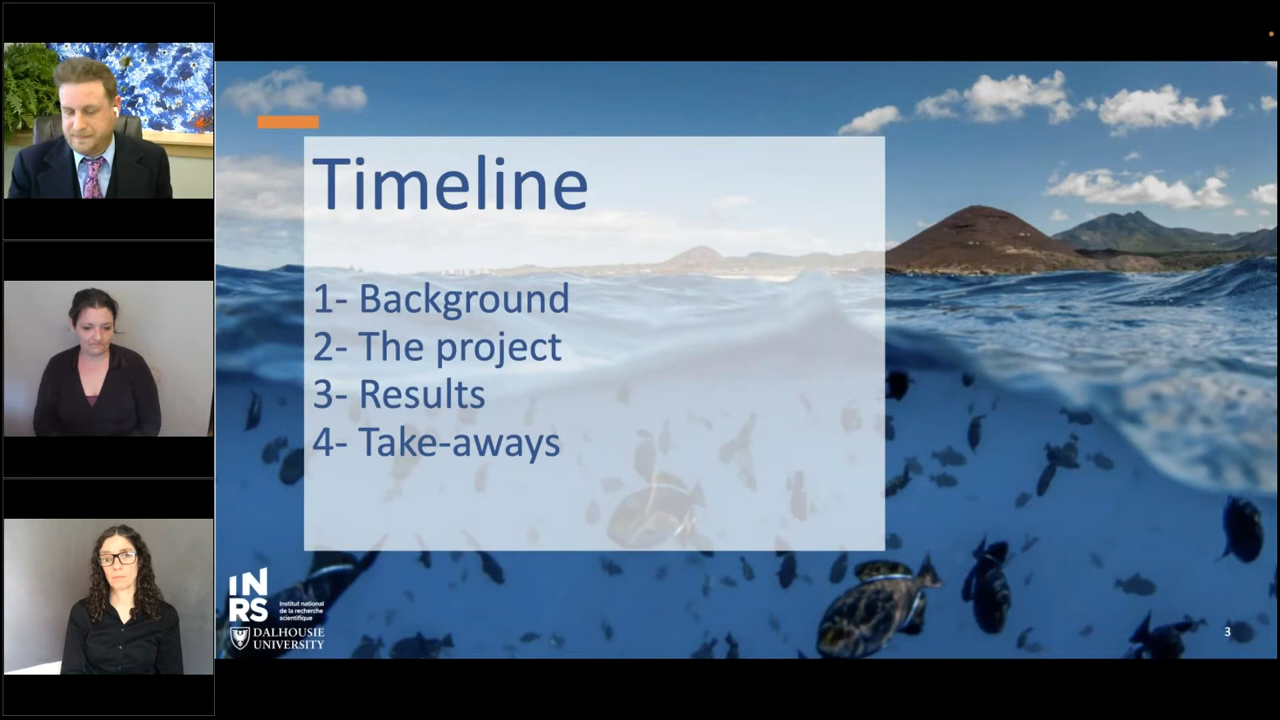 Timeline
1- Background
2- The project
3- Results
4- Take-aways
INRS
Institut national
de la recherche
scientifique
DALHOUSIE
UNIVERSITY
3